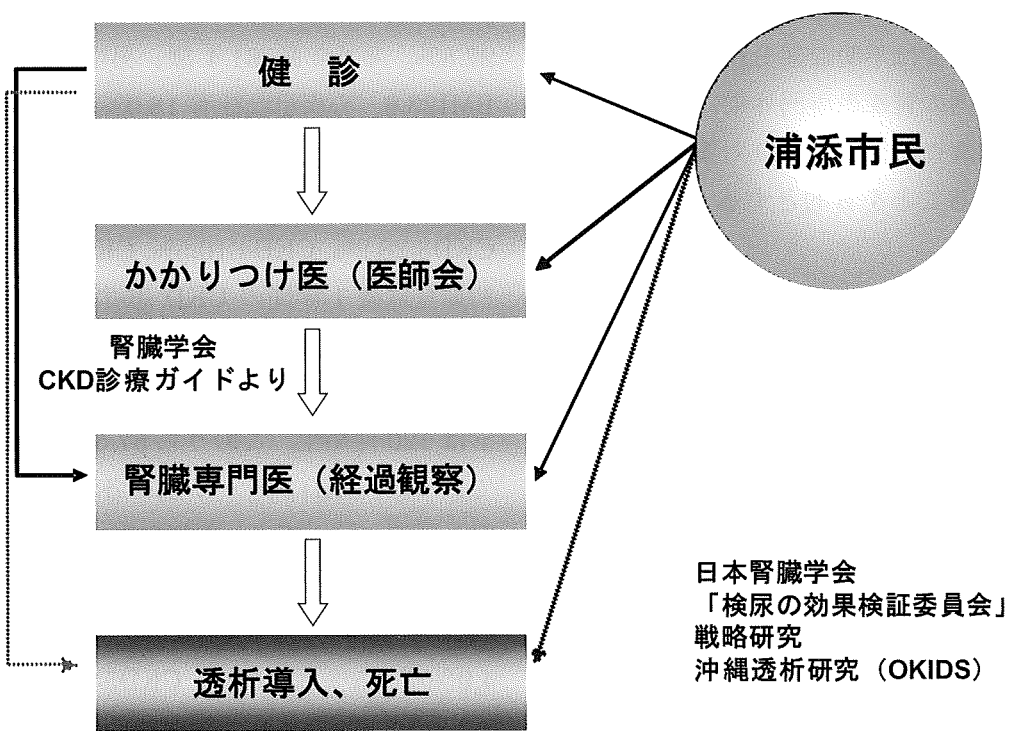 健 診
浦添市民
かかりつけ医（医師会）
腎臓学会
CKD診療ガイドより
腎臓専門医（経過観察）
透析導入、死亡
日本腎臓学会
「検尿の効果検証委員会」
戦略研究
沖縄透析研究（OKIDS）